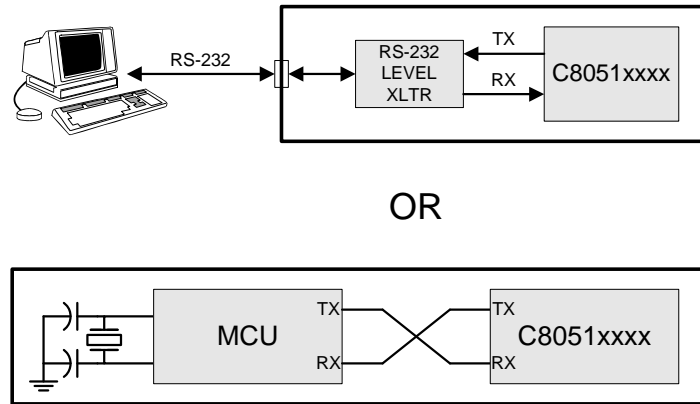 RS-232
RS-232
LEVEL
XLTR
TX
RX
C8051xxxx
OR
MCU
TX
RX
TX
RX
C8051xxxx